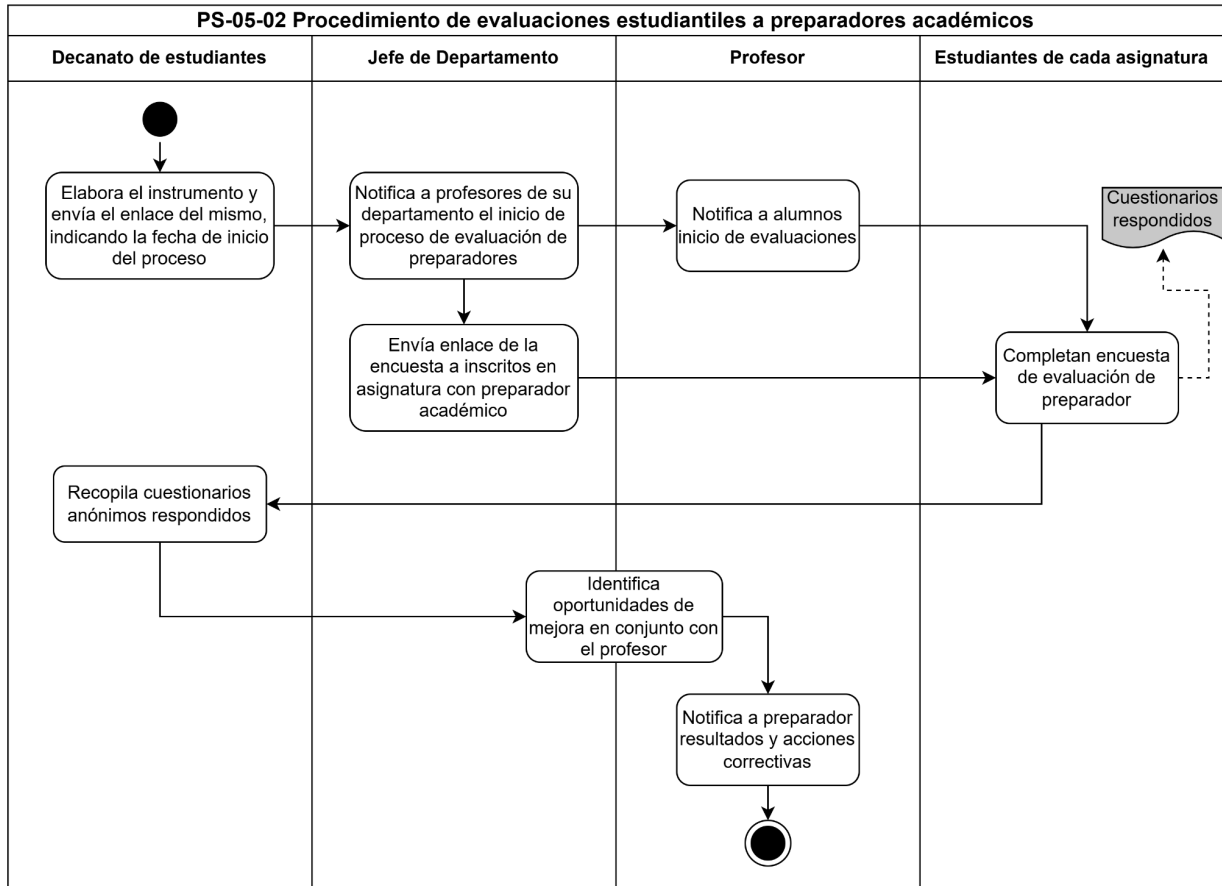 PS-05-02 Procedimiento de evaluaciones estudiantiles a preparadores académicos
Decanato de estudiantes
Jefe de Departamento
Profesor
Estudiantes de cada asignatura
Elabora el instrumento y
envía el enlace del mismo,
indicando la fecha de inicio
del proceso
Notifica a profesores de su
departamento el inicio de
proceso de evaluación de
preparadores
Notifica a alumnos
inicio de evaluaciones
Cuestionarios
respondidos
Envía enlace de la
encuesta a inscritos en
asignatura con preparador
académico
Completan encuesta
de evaluación de
preparador
Recopila cuestionarios
anónimos respondidos
Identifica
oportunidades de
mejora en conjunto con
el profesor
Notifica a preparador
resultados y acciones
correctivas